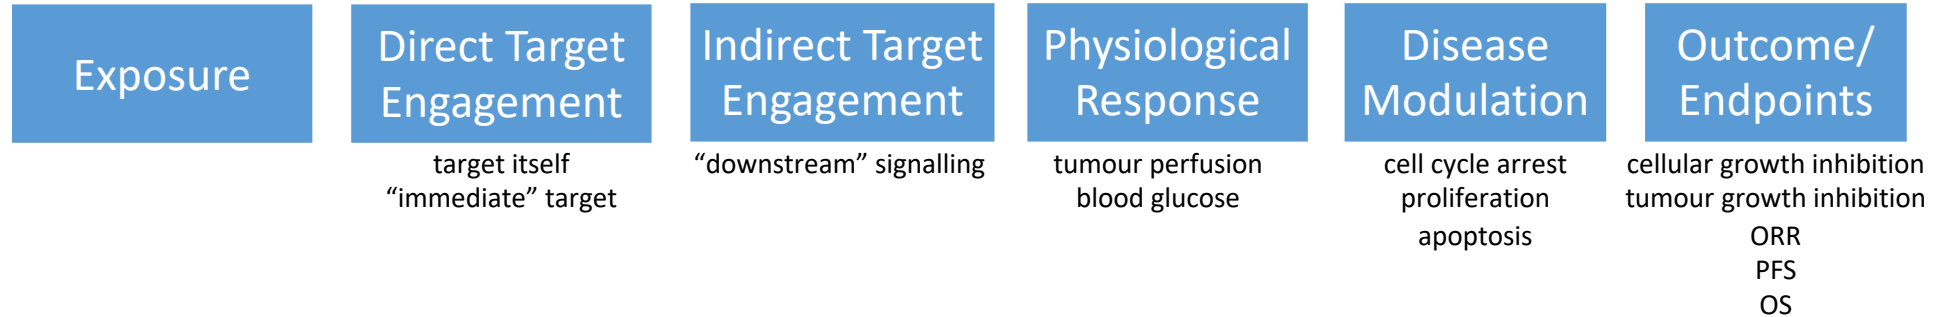 Exposure
Direct Target
Engagement
target itself
“immediate” target
Indirect Target
Engagement
“downstream” signalling
Physiological
Response
tumour perfusion
blood glucose
Disease
Modulation
cell cycle arrest
proliferation
apoptosis
Outcome/
Endpoints
cellular growth inhibition
tumour growth inhibition
ORR
PFS
OS